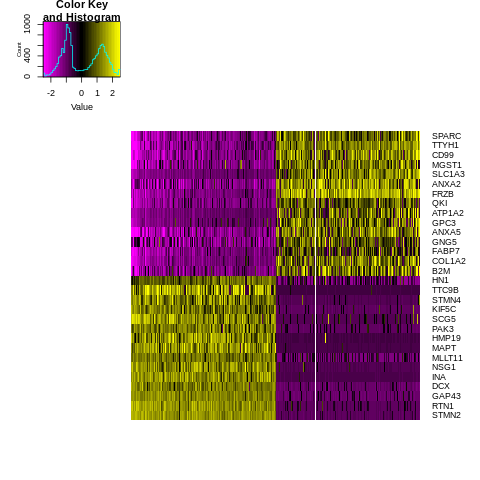 Color Key
and Histogram
Count
0 400 1000
-2 0 1 2
Value
SPARC
TTYH1
CD99
MGST1
SLC1A3
ANXA2
FRZB
QKI
ATP1A2
GPC3
ANXA5
GNG5
FABP7
COL1A2
B2M
HN1
TTC9B
STMN4
KIF5C
SCG5
PAK3
HMP19
MAPT
MLLT11
NSG1
INA
DCX
GAP43
RTN1
STMN2